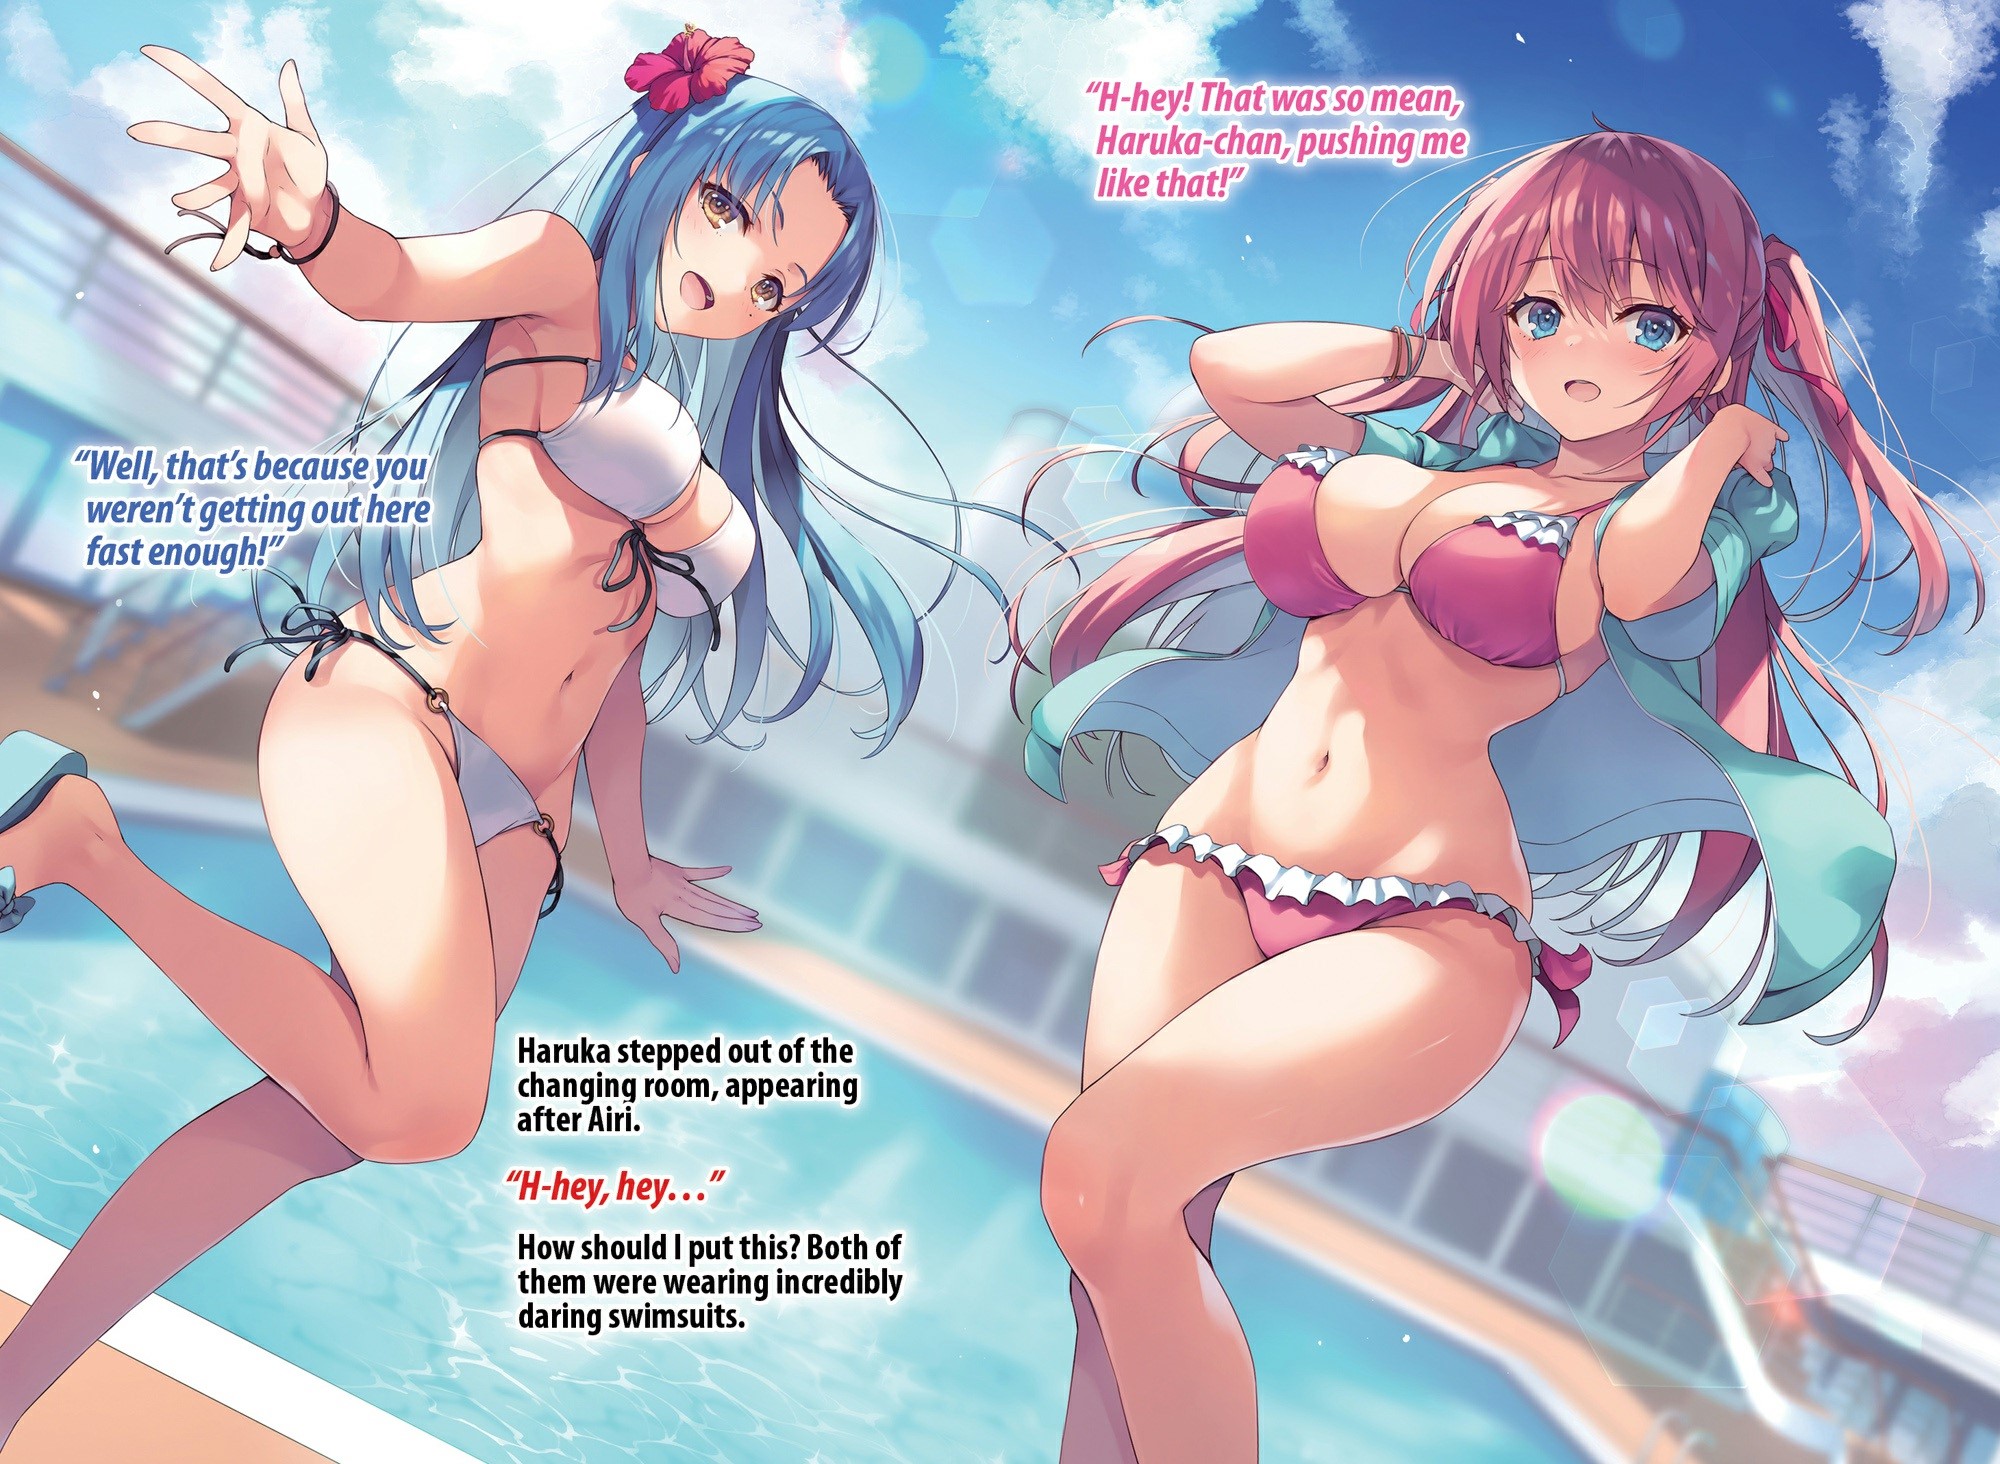 “H-hey! That was so mean,
Haruka-chan, pushing me
like that!”
“Well, that’s because you
weren’t getting out here
fast enough!”
Haruka stepped out of the
changing room, appearing
after Airi.
“H-hey, hey. . .”
How should I put this? Both of
them were wearing incredibly
daring swimsuits.